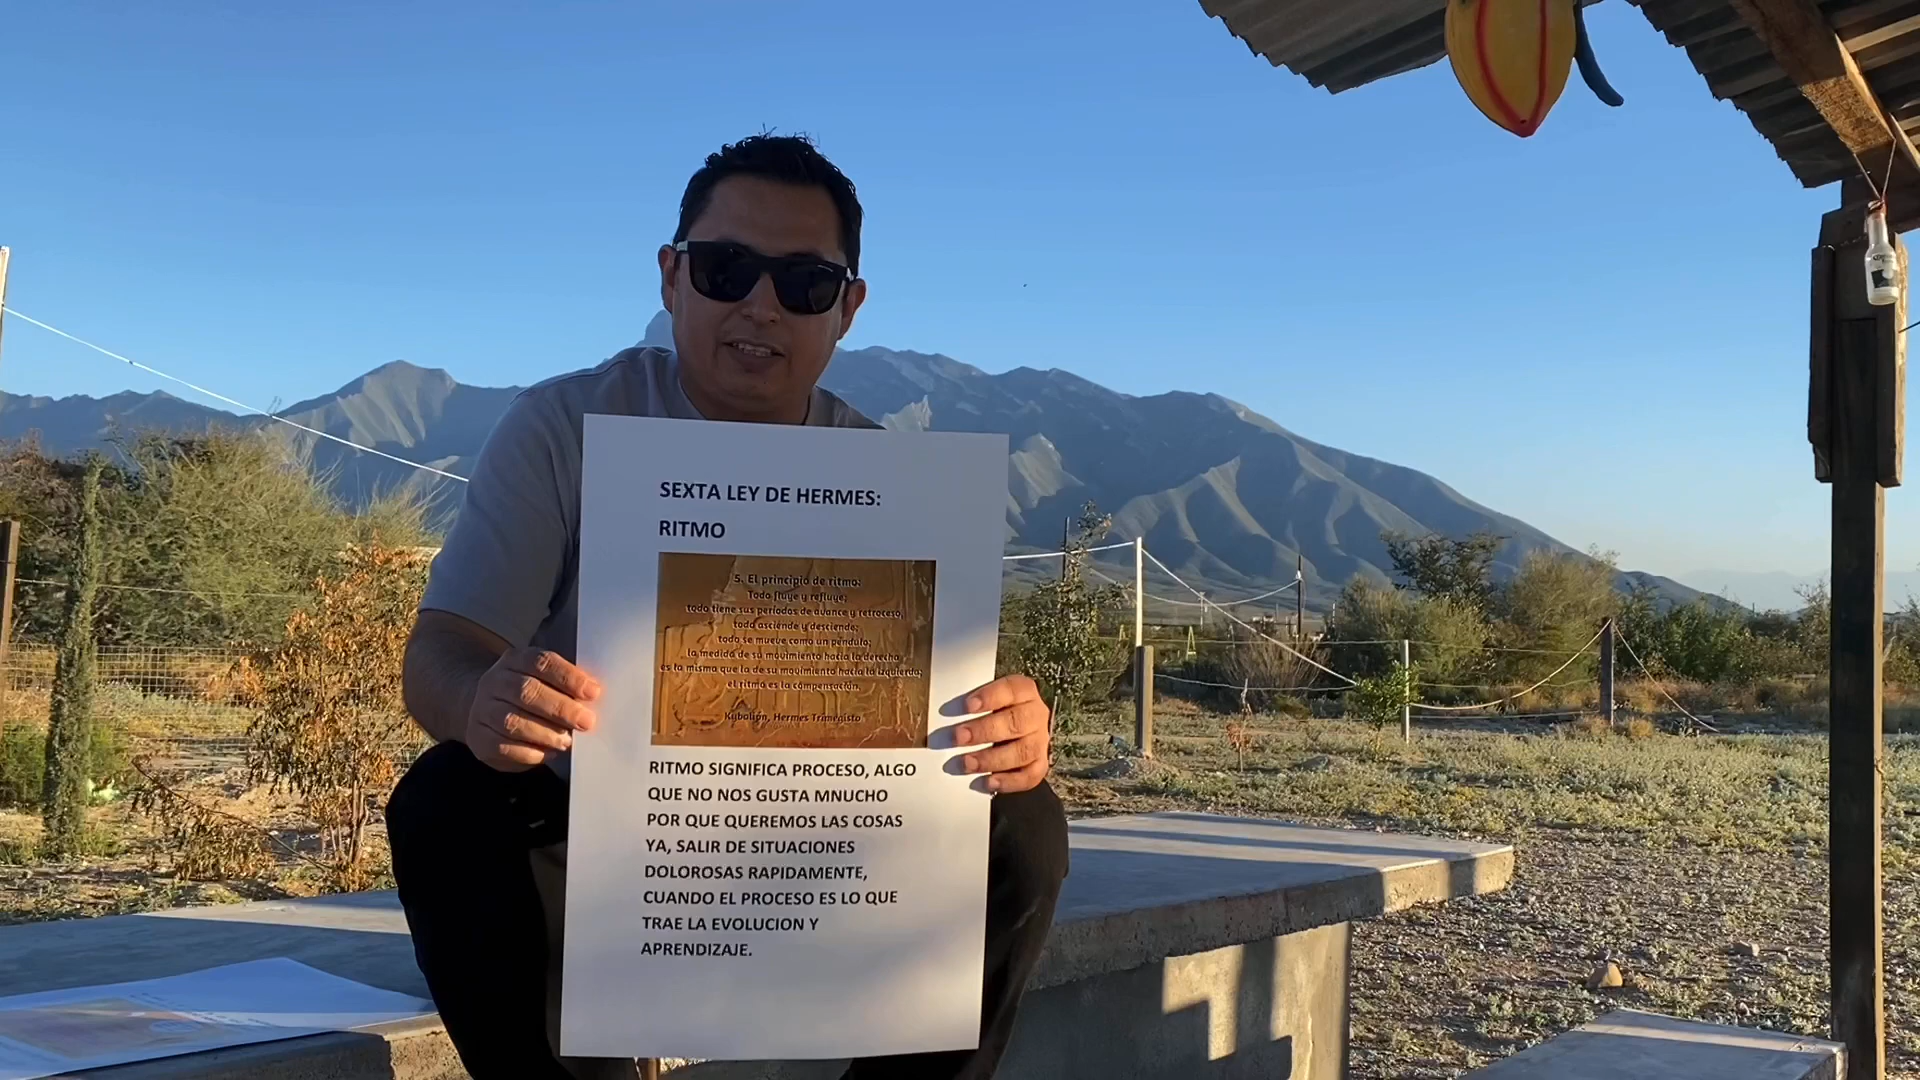 SEXTA LEY DE HERMES:
RITMO
5. El principio de ritmo:
Todo fluye y refluye;
todo tiene sus períodos de avance y retroceso,
todo asciende y desciende;
todo se mueve como un péndulo;
la medida de su movimiento hacia la derecha
es la misma que la de su movimiento hacia la izquierda;
el ritmo es la compensación.
Kybalión, Hermes Trimegisto
RITMO SIGNIFICA PROCESO, ALGO
QUE NO NOS GUSTA MNUCHO
POR QUE QUEREMOS LAS COSAS
YA, SALIR DE SITUACIONES
DOLOROSAS RAPIDAMENTE,
CUANDO EL PROCESO ES LO QUE
TRAE LA EVOLUCION Y
APRENDIZAJE.